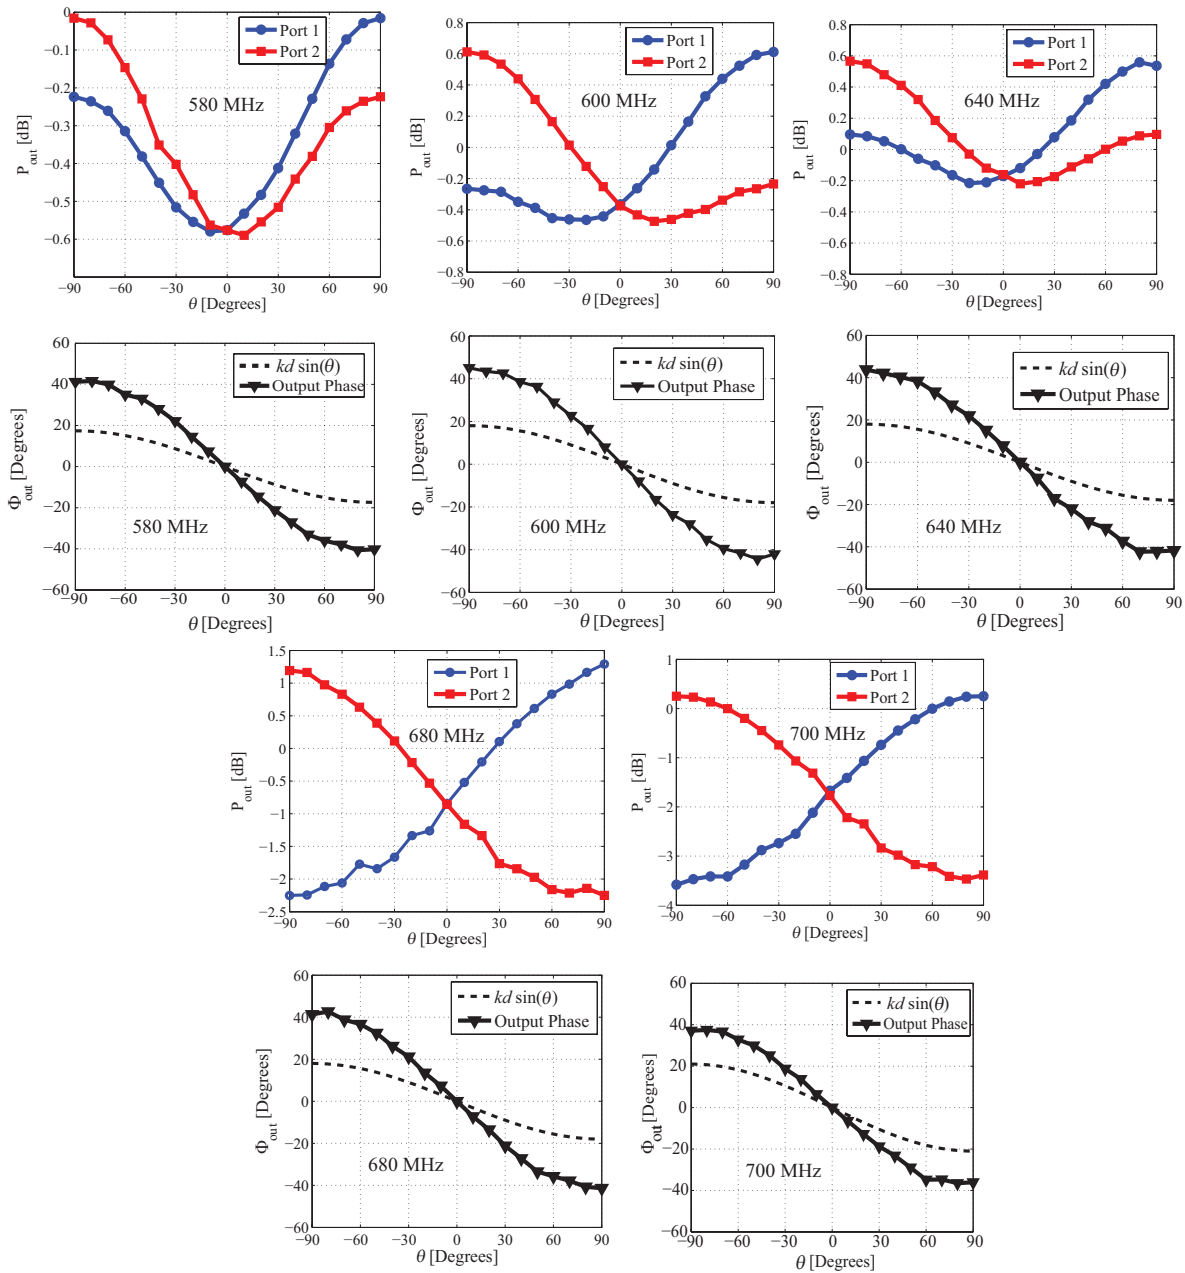 0
−0.1
−0.2
−0.3
−0.4
−0.5
−0.6
P_out [dB]
Port 1
Port 2
580 MHz
−90 −60 −30 0 30 60 90
θ [Degrees]
0.8
0.6
0.4
0.2
0
−0.2
−0.4
−0.6
−0.8
P_out [dB]
Port 1
Port 2
600 MHz
−90 −60 −30 0 30 60 90
θ [Degrees]
0.8
0.6
0.4
0.2
0
−0.2
−0.4
−0.6
−0.8
P_out [dB]
Port 1
Port 2
640 MHz
−90 −60 −30 0 30 60 90
θ [Degrees]
60
40
20
0
−20
−40
−60
Φ_out [Degrees]
kd sin(θ)
Output Phase
580 MHz
−90 −60 −30 0 30 60 90
θ [Degrees]
60
40
20
0
−20
−40
−60
Φ_out [Degrees]
kd sin(θ)
Output Phase
600 MHz
−90 −60 −30 0 30 60 90
θ [Degrees]
60
40
20
0
−20
−40
−60
Φ_out [Degrees]
kd sin(θ)
Output Phase
640 MHz
−90 −60 −30 0 30 60 90
θ [Degrees]
1.5
1
0.5
0
−0.5
−1
−1.5
−2
−2.5
P_out [dB]
Port 1
Port 2
680 MHz
−90 −60 −30 0 30 60 90
θ [Degrees]
1
0
−1
−2
−3
−4
P_out [dB]
Port 1
Port 2
700 MHz
−90 −60 −30 0 30 60 90
θ [Degrees]
60
40
20
0
−20
−40
−60
Φ_out [Degrees]
kd sin(θ)
Output Phase
680 MHz
−90 −60 −30 0 30 60 90
θ [Degrees]
60
40
20
0
−20
−40
−60
Φ_out [Degrees]
kd sin(θ)
Output Phase
700 MHz
−90 −60 −30 0 30 60 90
θ [Degrees]